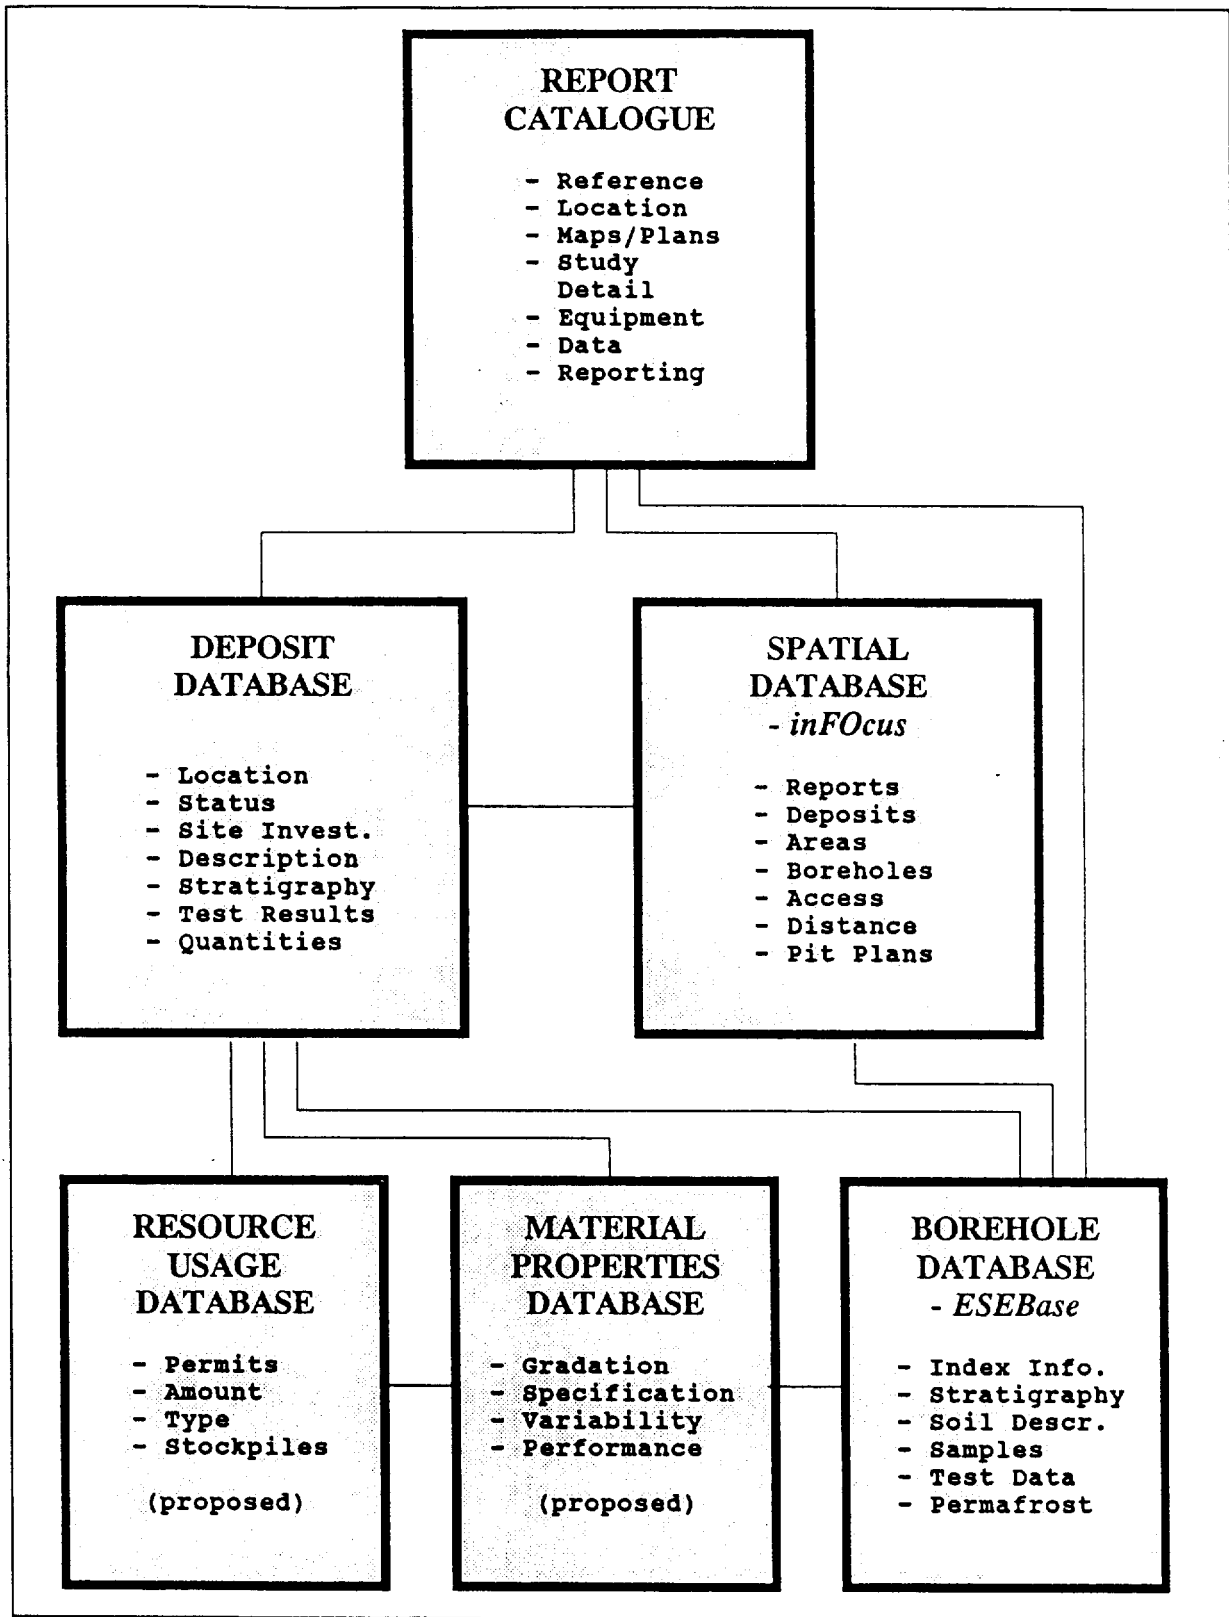 REPORT
CATALOGUE
- Reference
- Location
- Maps/Plans
- Study
Detail
- Equipment
- Data
- Reporting
DEPOSIT
DATABASE
- Location
- Status
- Site Invest.
- Description
- Stratigraphy
- Test Results
- Quantities
SPATIAL
DATABASE
- inFOcus
- Reports
- Deposits
- Areas
- Boreholes
- Access
- Distance
- Pit Plans
RESOURCE
USAGE
DATABASE
- Permits
- Amount
- Type
- Stockpiles
(proposed)
MATERIAL
PROPERTIES
DATABASE
- Gradation
- Specification
- Variability
- Performance
(proposed)
BOREHOLE
DATABASE
- ESEBase
- Index Info.
- Stratigraphy
- Soil Descr.
- Samples
- Test Data
- Permafrost